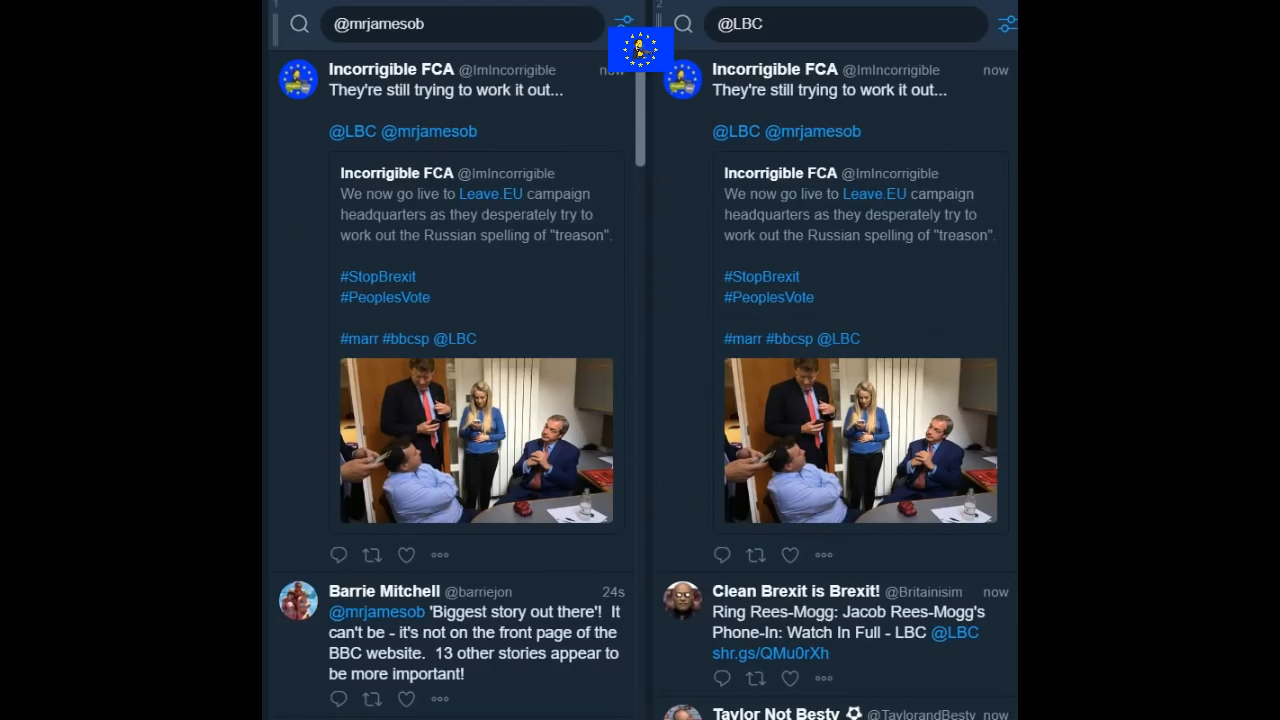 1
@mrjamesob
Incorrigible FCA @ImIncorrigible now
They're still trying to work it out...
@LBC @mrjamesob
Incorrigible FCA @ImIncorrigible
We now go live to Leave.EU campaign
headquarters as they desperately try to
work out the Russian spelling of "treason".
#StopBrexit
#PeoplesVote
#marr #bbcsp @LBC
Barrie Mitchell @barriejon 24s
@mrjamesob 'Biggest story out there'! It
can't be - it's not on the front page of the
BBC website. 13 other stories appear to
be more important!
2
@LBC
Incorrigible FCA @ImIncorrigible now
They're still trying to work it out...
@LBC @mrjamesob
Incorrigible FCA @ImIncorrigible
We now go live to Leave.EU campaign
headquarters as they desperately try to
work out the Russian spelling of "treason".
#StopBrexit
#PeoplesVote
#marr #bbcsp @LBC
Clean Brexit is Brexit! @Britainisim now
Ring Rees-Mogg: Jacob Rees-Mogg's
Phone-In: Watch In Full - LBC @LBC
shr.gs/QMu0rXh
Taylor Not Besty @TaylorandBesty now